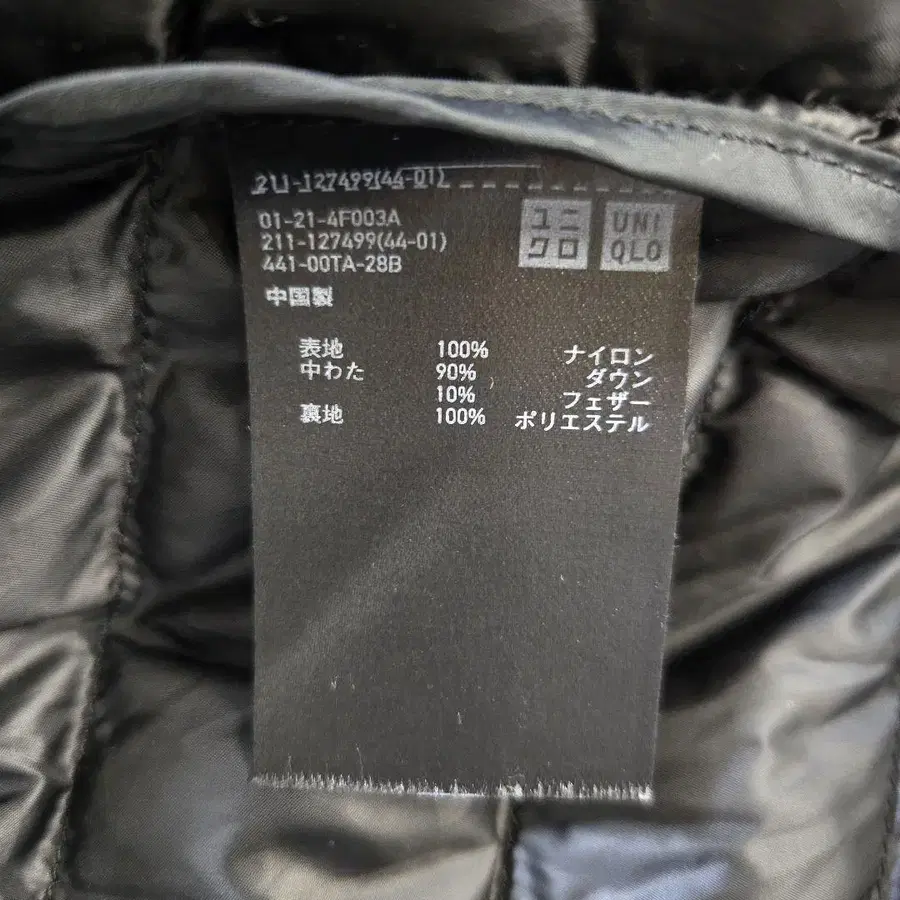 211-127499(44-01)
01-21-4F003A
211-127499(44-01)
441-00TA-28B
ユニ
クロ
UNI
QLO
中国製
表地 100% ナイロン
中わた 90% ダウン
10% フェザー
裏地 100% ポリエステル